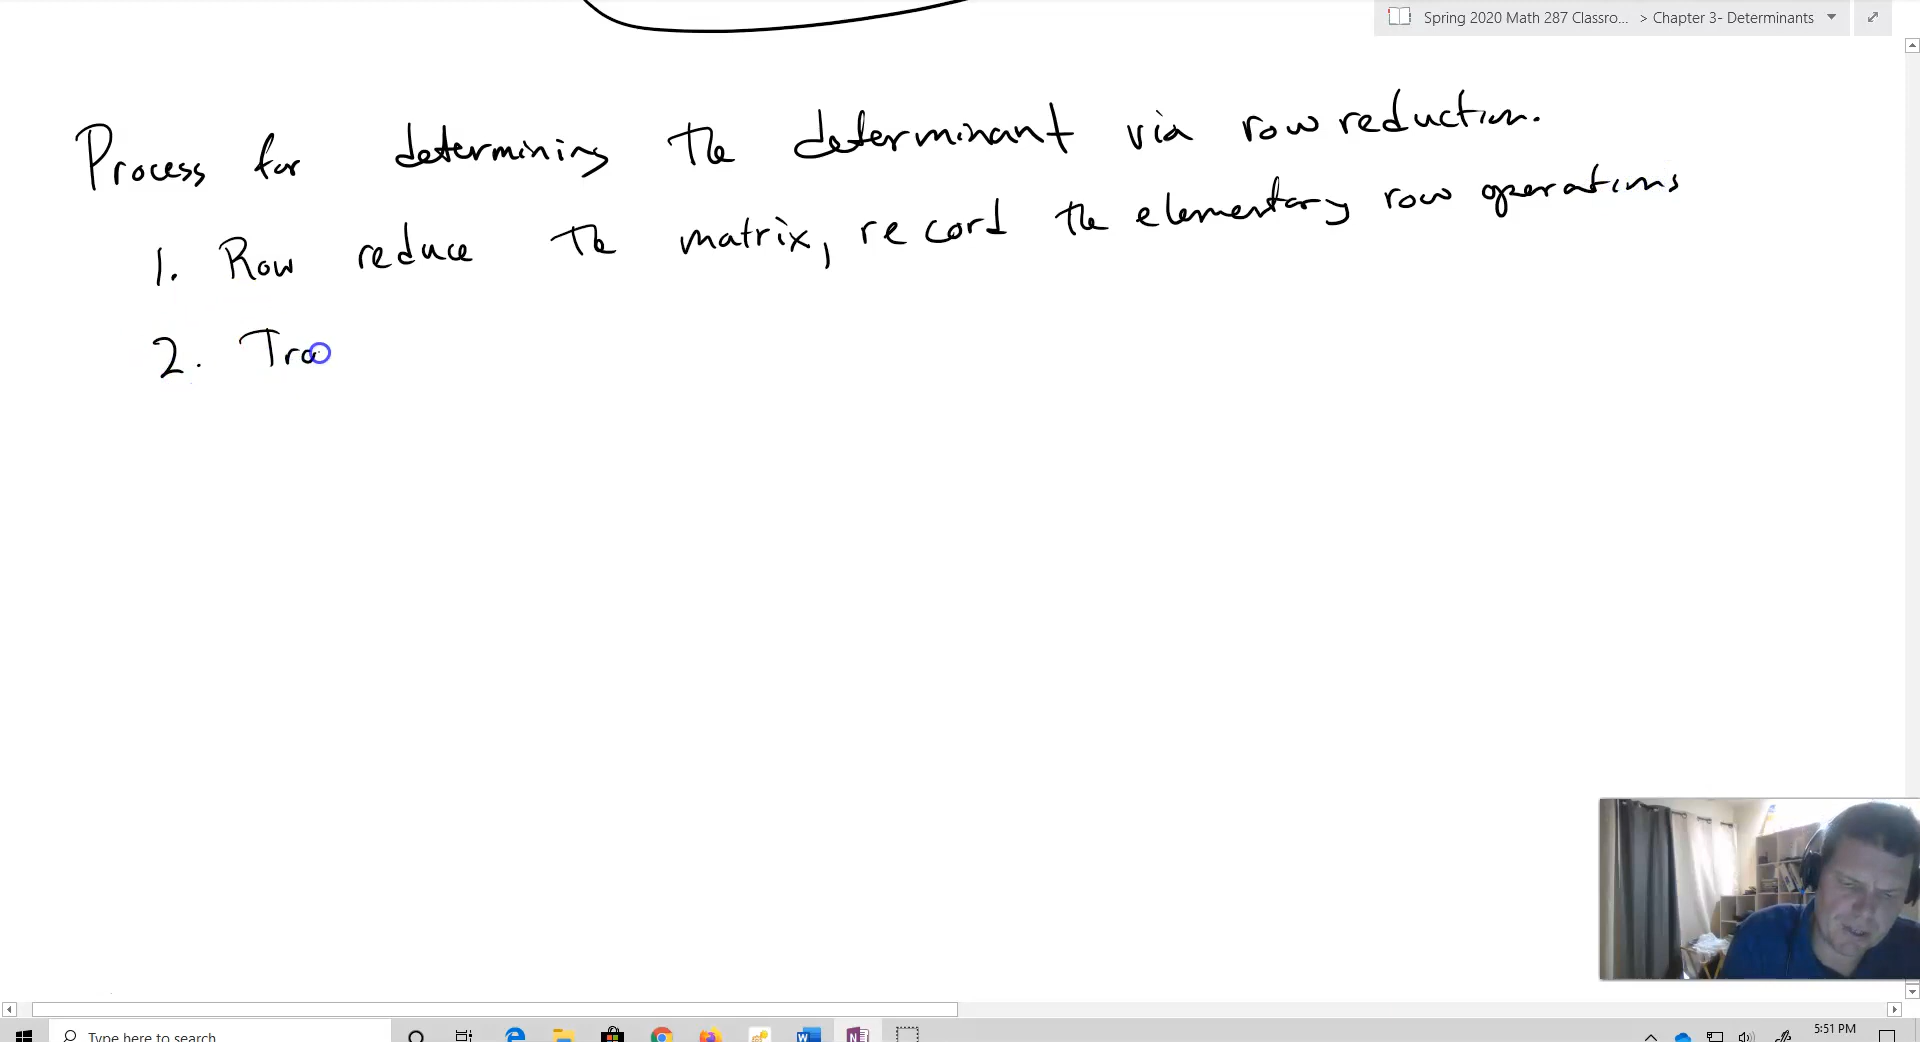 Spring 2020 Math 287 Classro... > Chapter 3- Determinants
Process for determining the determinant via row reduction.
1. Row reduce the matrix, record the elementary row operations
2. Tra
Type here to search
5:51 PM